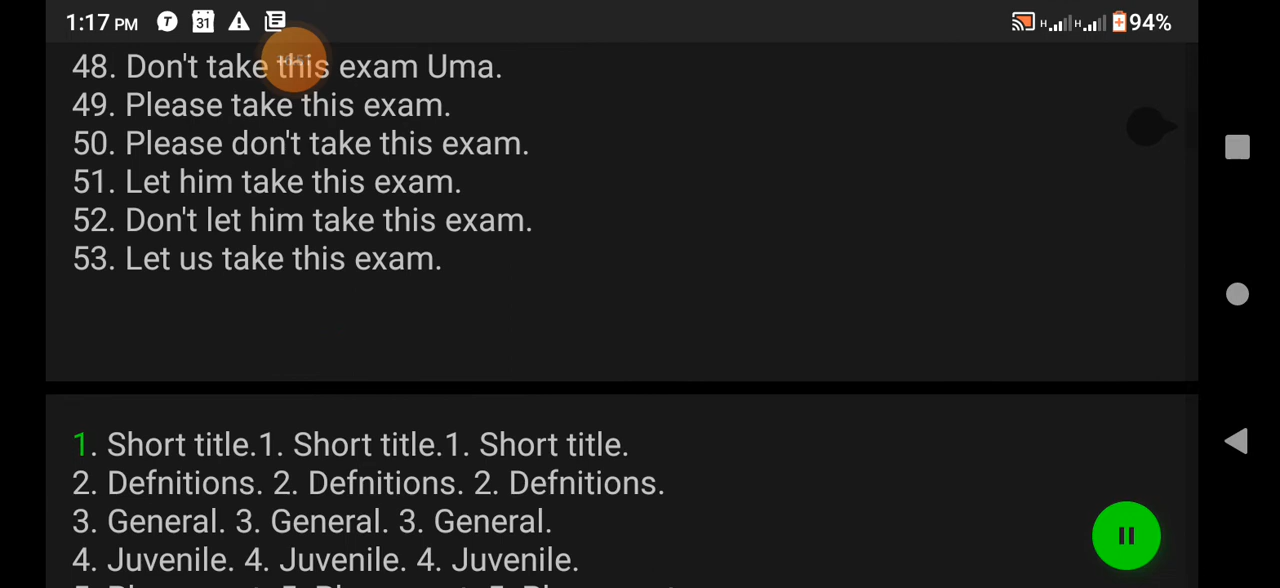 1:17 PM 31 H H 94%
48. Don't take this exam Uma.
49. Please take this exam.
50. Please don't take this exam.
51. Let him take this exam.
52. Don't let him take this exam.
53. Let us take this exam.
1. Short title.1. Short title.1. Short title.
2. Defnitions. 2. Defnitions. 2. Defnitions.
3. General. 3. General. 3. General.
4. Juvenile. 4. Juvenile. 4. Juvenile.